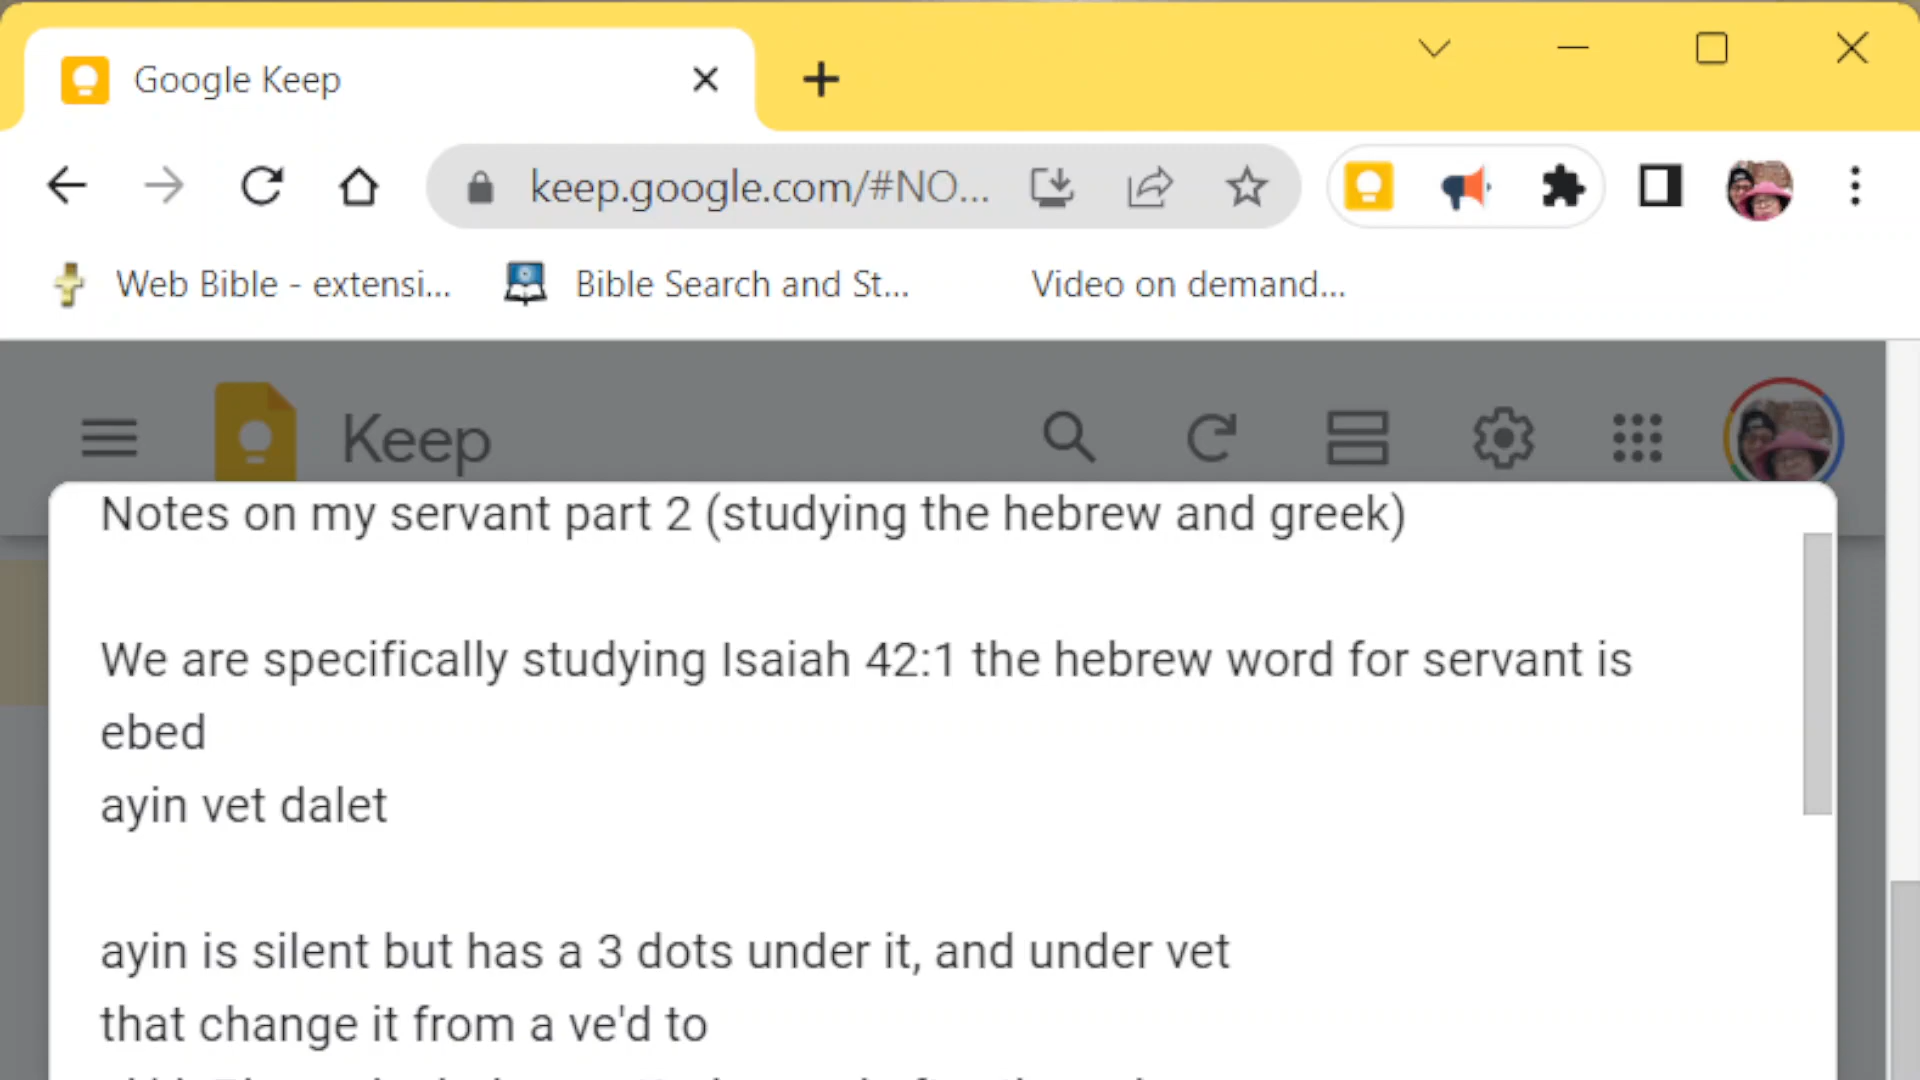 Google Keep
keep.google.com/#NO...
Web Bible - extensi... Bible Search and St... Video on demand...
Keep
Notes on my servant part 2 (studying the hebrew and greek)
We are specifically studying Isaiah 42:1 the hebrew word for servant is
ebed
ayin vet dalet
ayin is silent but has a 3 dots under it, and under vet
that change it from a ve'd to